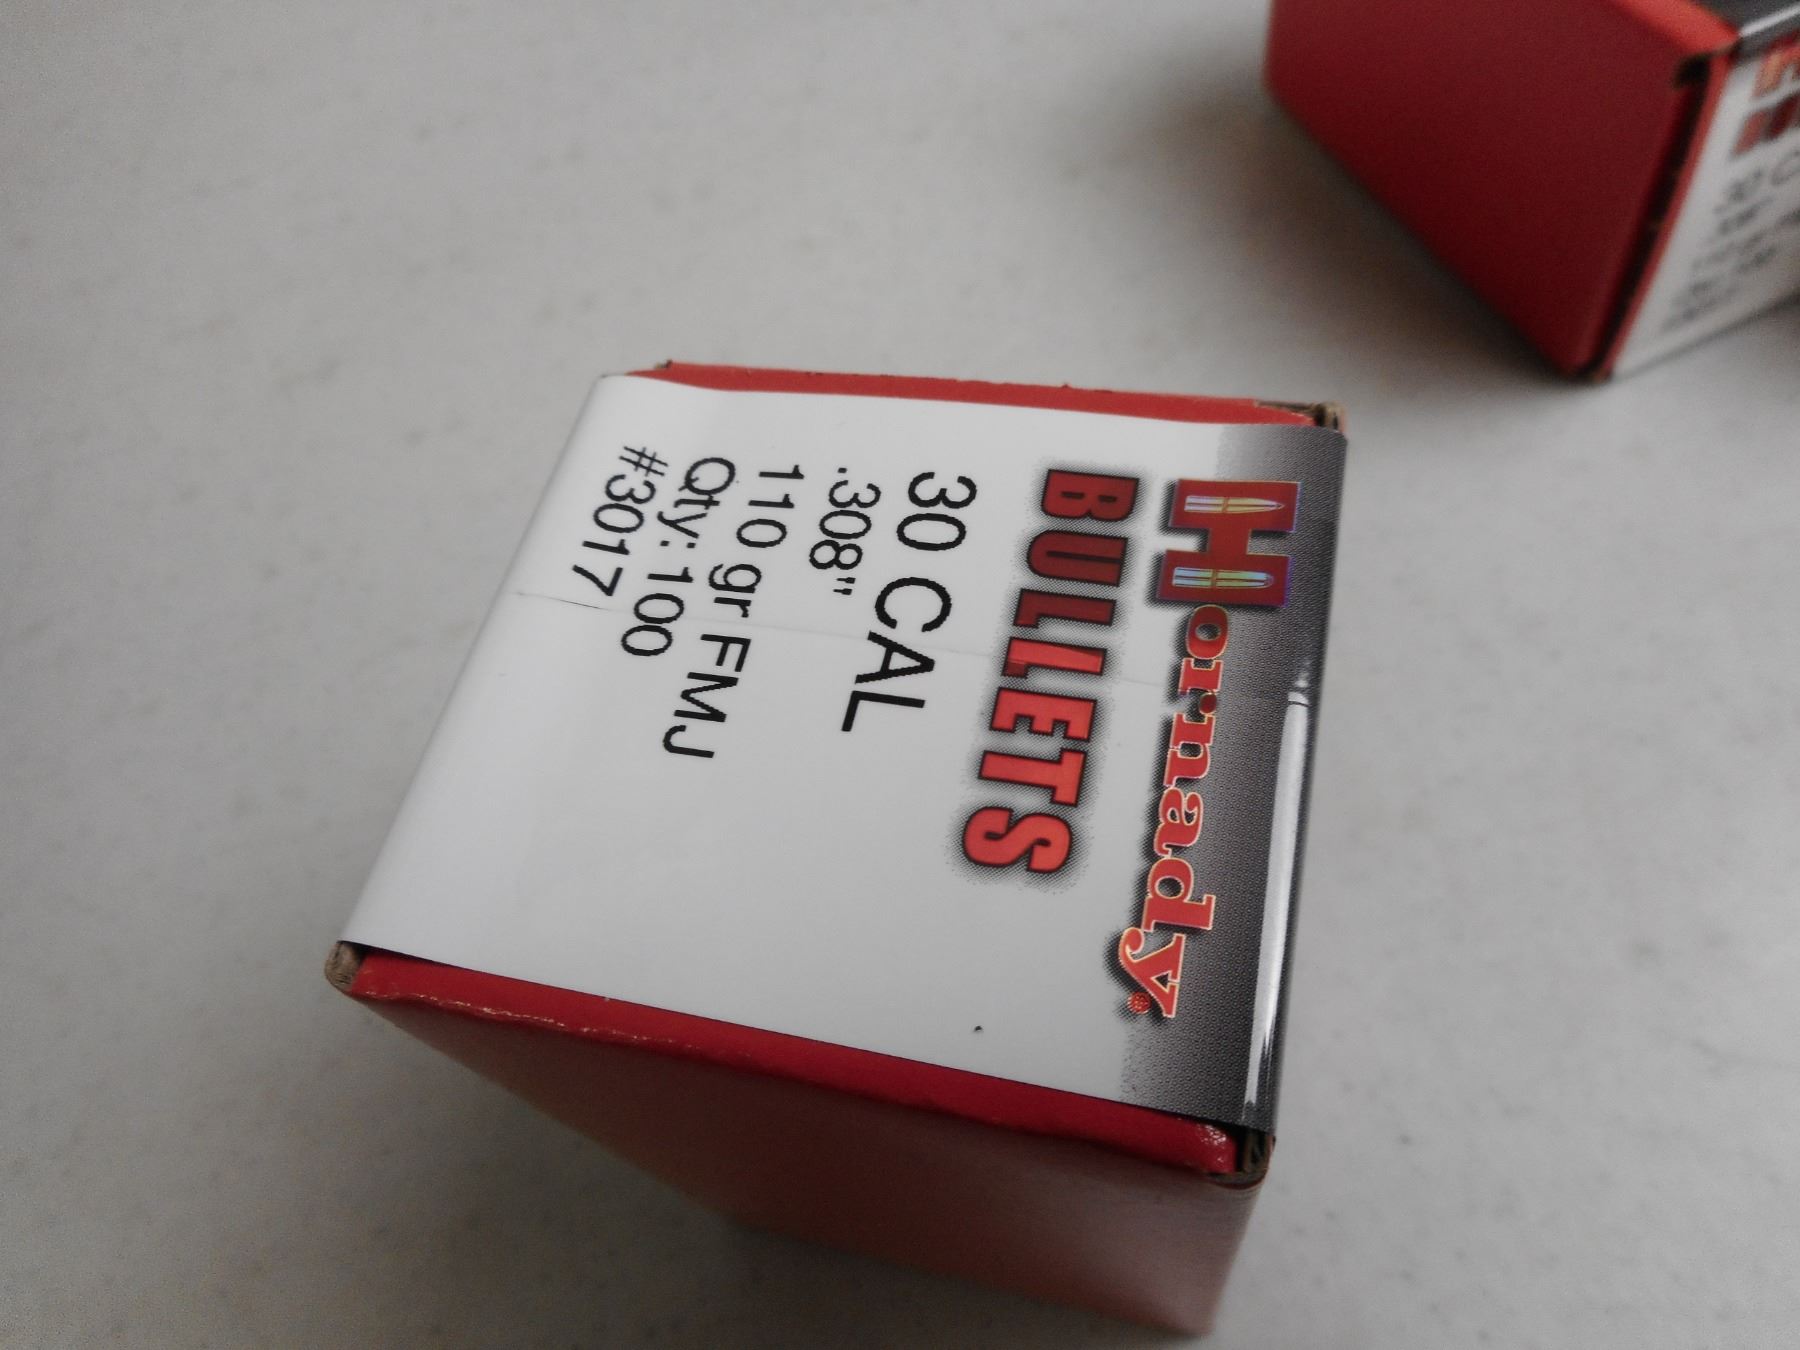 Hornady
BULLETS
30 CAL
.308"
110 gr FMJ
Qty: 100
#3017